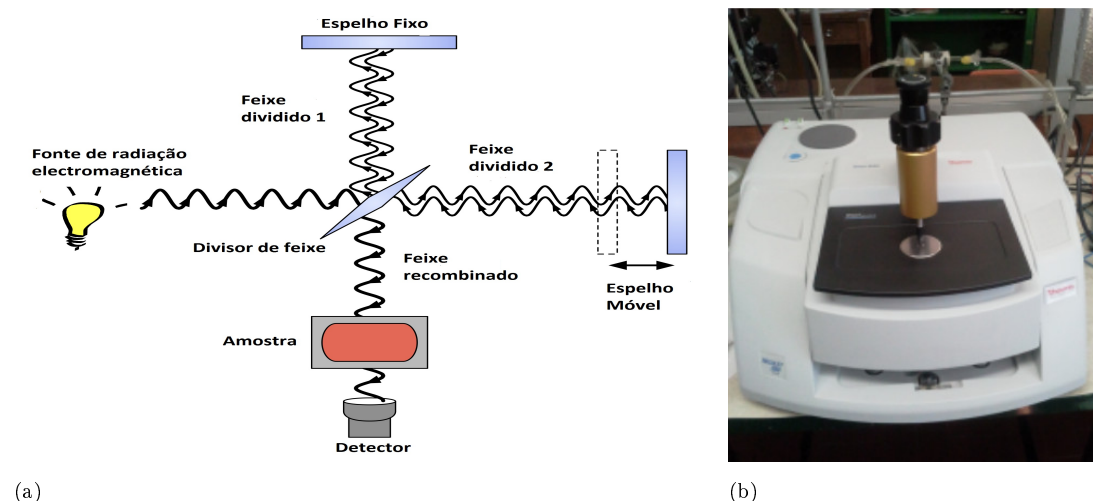 Espelho Fixo
Feixe
dividido 1
Fonte de radiação
electromagnética
Feixe
dividido 2
Divisor de feixe
Feixe
recombinado
Espelho
Móvel
Amostra
Detector
(a)
(b)